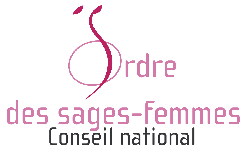 Ordre
des sages-femmes
Conseil national